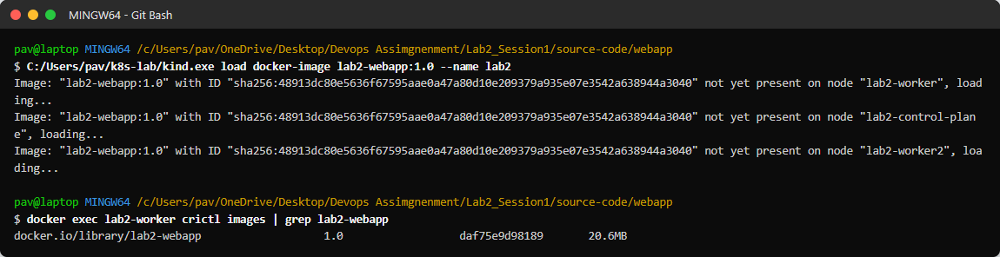 MINGW64 - Git Bash
pav@laptop MINGW64 /c/Users/pav/OneDrive/Desktop/Devops Assimgnenment/Lab2_Session1/source-code/webapp
$ C:/Users/pav/k8s-lab/kind.exe load docker-image lab2-webapp:1.0 --name lab2
Image: "lab2-webapp:1.0" with ID "sha256:48913dc80e5636f67595aae0a47a80d10e209379a935e07e3542a638944a3040" not yet present on node "lab2-worker", load
ing...
Image: "lab2-webapp:1.0" with ID "sha256:48913dc80e5636f67595aae0a47a80d10e209379a935e07e3542a638944a3040" not yet present on node "lab2-control-plan
e", loading...
Image: "lab2-webapp:1.0" with ID "sha256:48913dc80e5636f67595aae0a47a80d10e209379a935e07e3542a638944a3040" not yet present on node "lab2-worker2", loa
ding...
pav@laptop MINGW64 /c/Users/pav/OneDrive/Desktop/Devops Assimgnenment/Lab2_Session1/source-code/webapp
$ docker exec lab2-worker crictl images | grep lab2-webapp
docker.io/library/lab2-webapp 1.0 daf75e9d98189 20.6MB